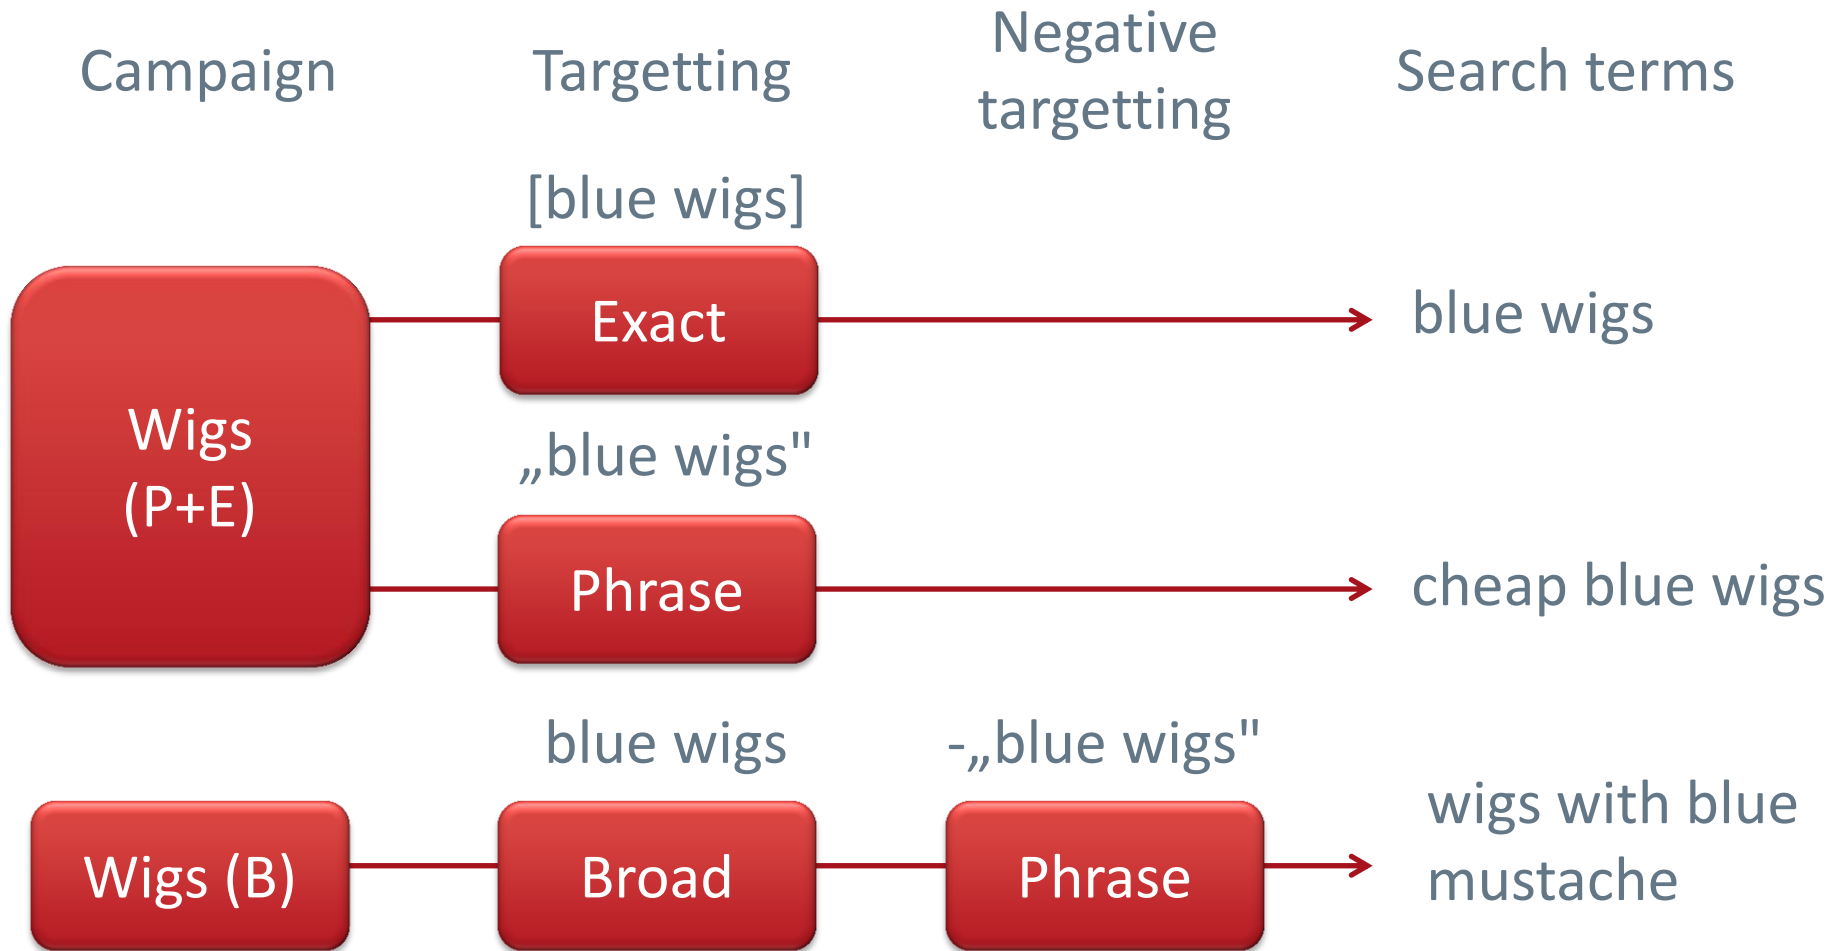 Campaign
Targetting
Negative
targetting
Search terms
[blue wigs]
Exact
blue wigs
Wigs
(P+E)
„blue wigs"
Phrase
cheap blue wigs
blue wigs
-„blue wigs"
Wigs (B)
Broad
Phrase
wigs with blue
mustache